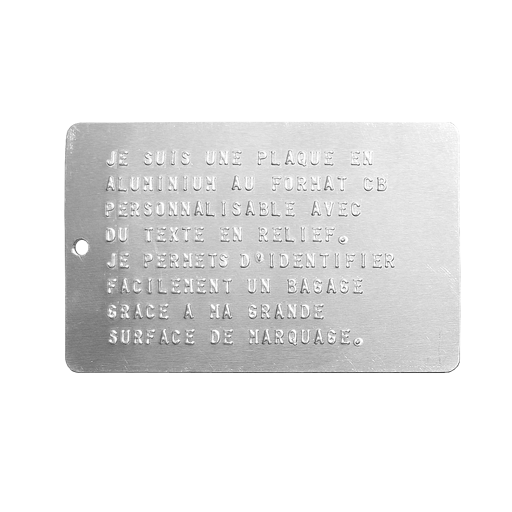 JE SUIS UNE PLAQUE EN
ALUMINIUM AU FORMAT CB
PERSONNALISABLE AVEC
DU TEXTE EN RELIEF.
JE PERMETS D'IDENTIFIER
FACILEMENT UN BAGAGE
GRACE A MA GRANDE
SURFACE DE MARQUAGE.